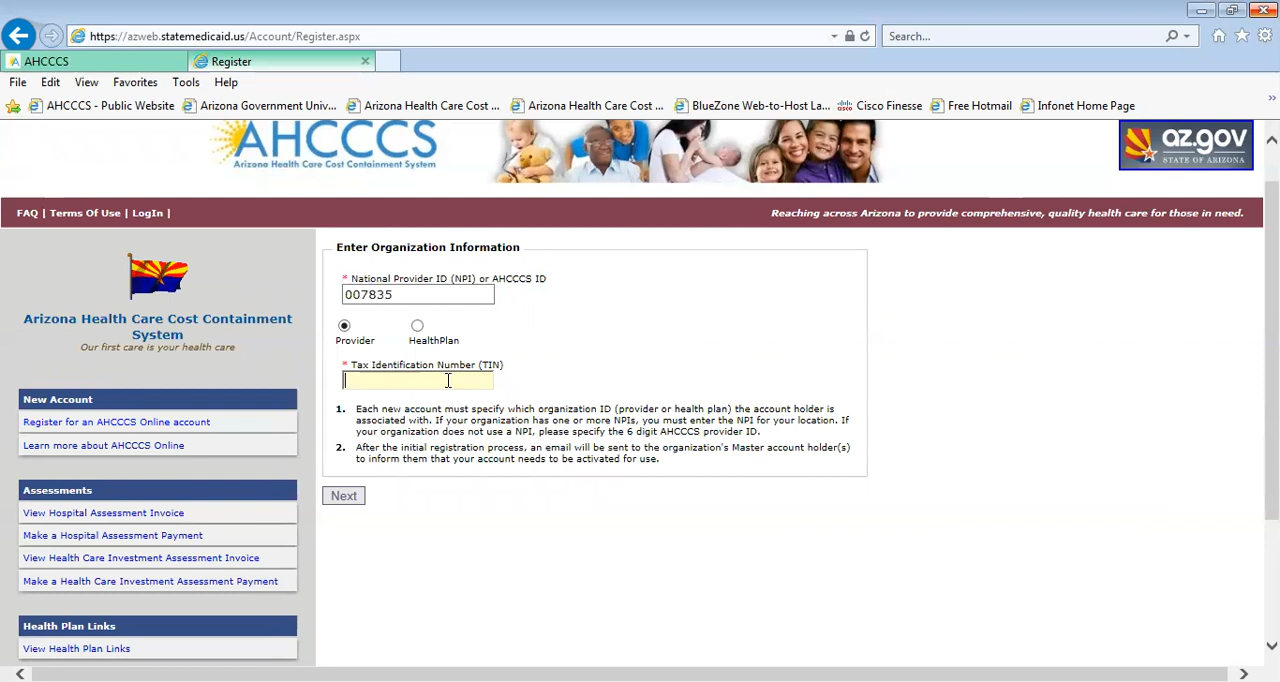 https://azweb.statemedicaid.us/Account/Register.aspx
Search...
AHCCCS
Register
File Edit View Favorites Tools Help
AHCCCS - Public Website
Arizona Government Univ...
Arizona Health Care Cost ...
Arizona Health Care Cost ...
BlueZone Web-to-Host La...
Cisco Finesse
Free Hotmail
Infonet Home Page
AHCCCS
Arizona Health Care Cost Containment System
az.gov
STATE OF ARIZONA
FAQ | Terms Of Use | LogIn |
Reaching across Arizona to provide comprehensive, quality health care for those in need.
Arizona Health Care Cost Containment
System
Our first care is your health care
New Account
Register for an AHCCCS Online account
Learn more about AHCCCS Online
Assessments
View Hospital Assessment Invoice
Make a Hospital Assessment Payment
View Health Care Investment Assessment Invoice
Make a Health Care Investment Assessment Payment
Health Plan Links
View Health Plan Links
Enter Organization Information
* National Provider ID (NPI) or AHCCCS ID
007835
Provider HealthPlan
* Tax Identification Number (TIN)
1. Each new account must specify which organization ID (provider or health plan) the account holder is
associated with. If your organization has one or more NPIs, you must enter the NPI for your location. If
your organization does not use a NPI, please specify the 6 digit AHCCCS provider ID.
2. After the initial registration process, an email will be sent to the organization's Master account holder(s)
to inform them that your account needs to be activated for use.
Next